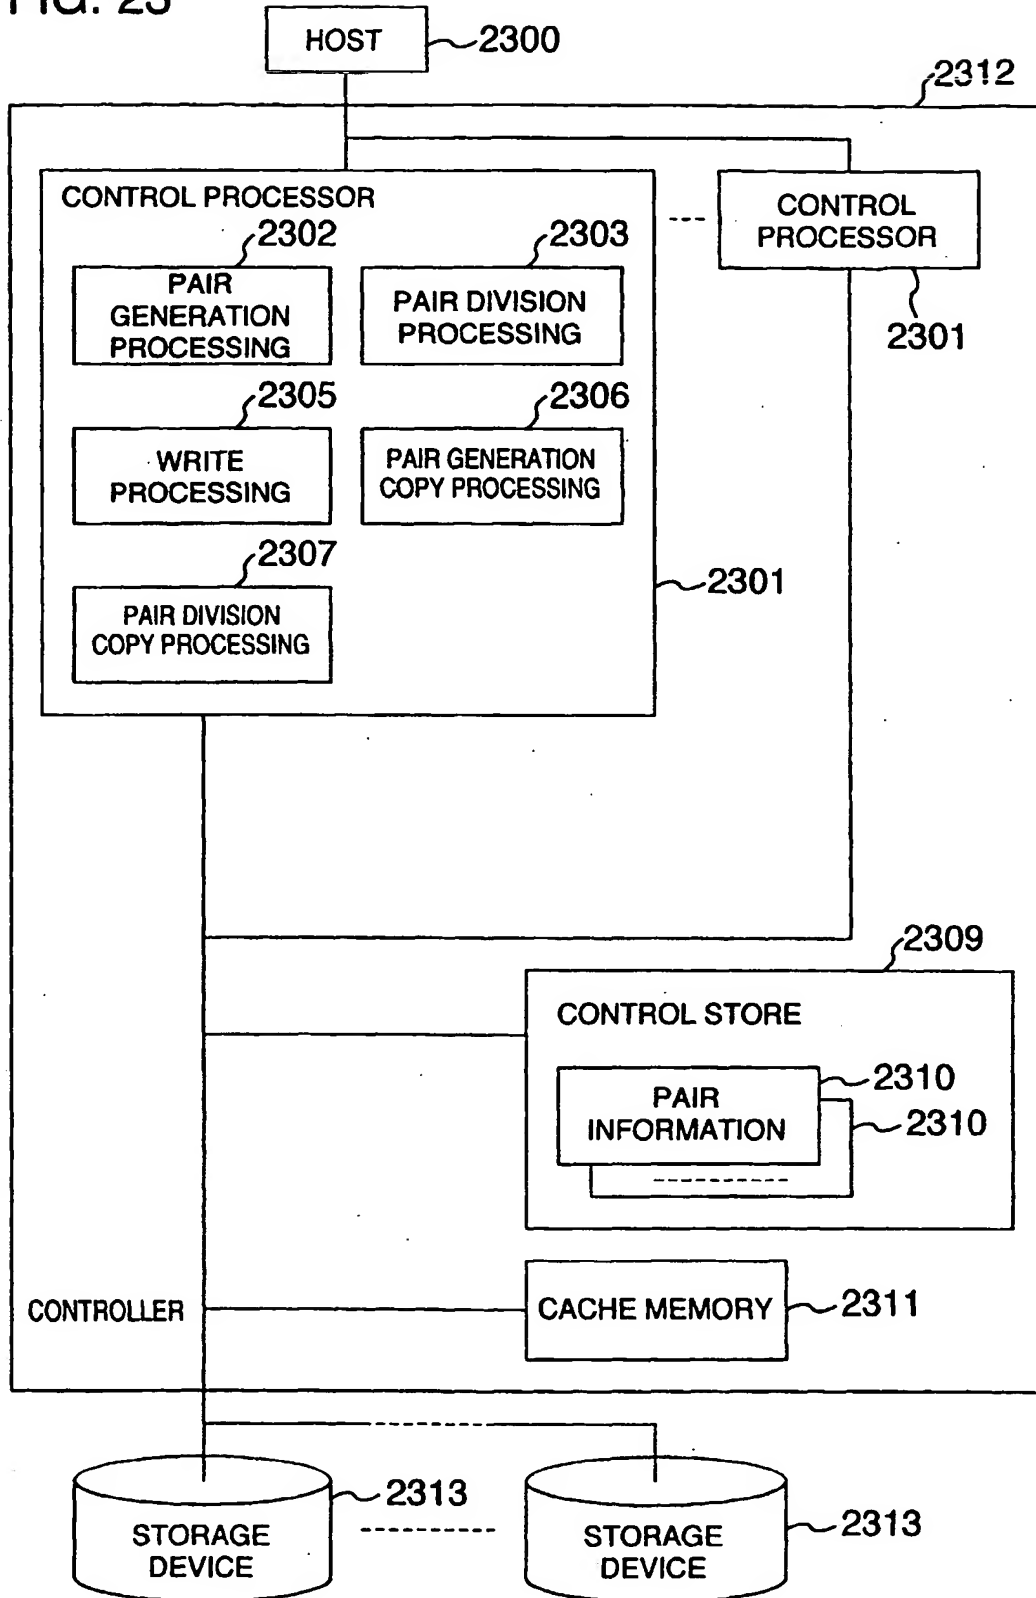 FIG. 23
HOST
2300
2312
CONTROL PROCESSOR
2302
2303
PAIR
GENERATION
PROCESSING
PAIR DIVISION
PROCESSING
2305
2306
WRITE
PROCESSING
PAIR GENERATION
COPY PROCESSING
2307
PAIR DIVISION
COPY PROCESSING
2301
CONTROL
PROCESSOR
2301
2309
CONTROL STORE
PAIR
INFORMATION
2310
2310
CONTROLLER
CACHE MEMORY
2311
STORAGE
DEVICE
2313
STORAGE
DEVICE
2313